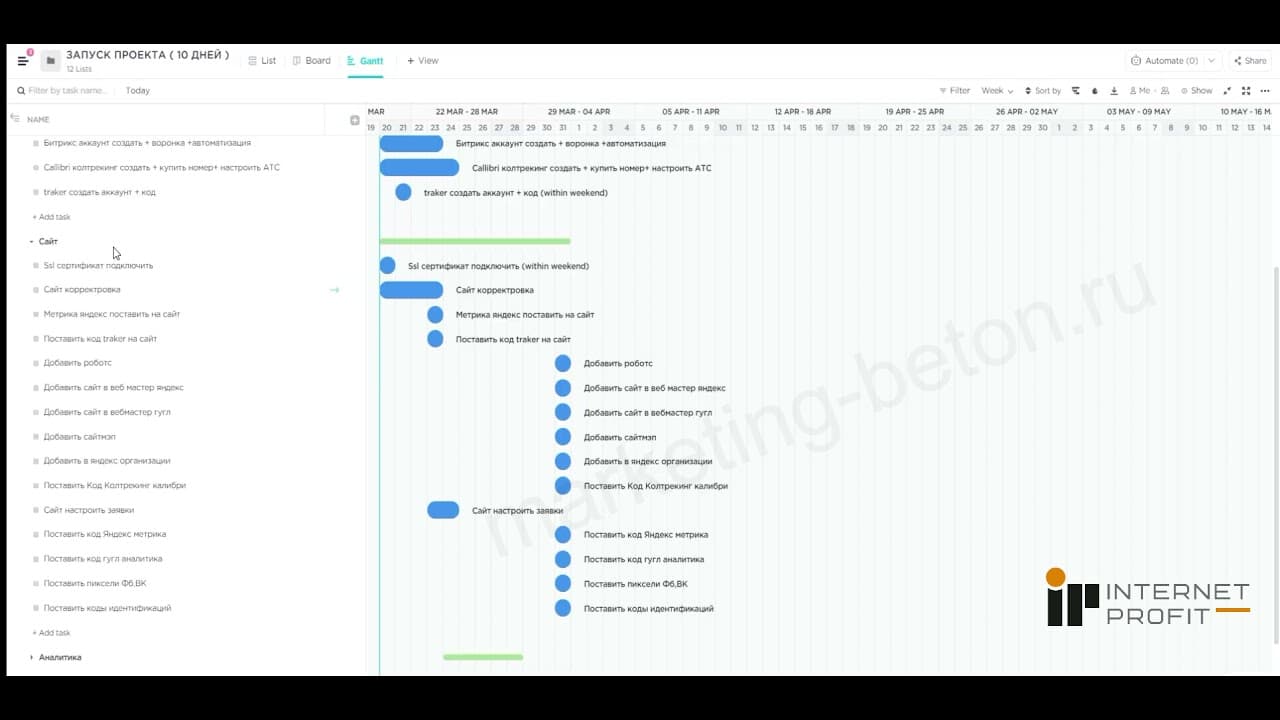 3
ЗАПУСК ПРОЕКТА ( 10 ДНЕЙ )
12 Lists
List
Board
Gantt
+ View
Automate (0)
Share
Filter by task name...
Today
Filter
Week
Sort by
Me
Show
NAME
MAR
22 MAR - 28 MAR
29 MAR - 04 APR
05 APR - 11 APR
12 APR - 18 APR
19 APR - 25 APR
26 APR - 02 MAY
03 MAY - 09 MAY
10 MAY - 16 M
19 20 21 22 23 24 25 26 27 28 29 30 31 1 2 3 4 5 6 7 8 9 10 11 12 13 14 15 16 17 18 19 20 21 22 23 24 25 26 27 28 29 30 1 2 3 4 5 6 7 8 9 10 11 12 13 14
Битрикс аккаунт создать + воронка +автоматизация
Битрикс аккаунт создать + воронка +автоматизация
Callibri колтрекинг создать + купить номер+ настроить АТС
Callibri колтрекинг создать + купить номер+ настроить АТС
traker создать аккаунт + код
traker создать аккаунт + код (within weekend)
+ Add task
Сайт
Ssl сертификат подключить
Ssl сертификат подключить (within weekend)
Сайт корректровка
Сайт корректровка
Метрика яндекс поставить на сайт
Метрика яндекс поставить на сайт
Поставить код traker на сайт
Поставить код traker на сайт
Добавить роботс
Добавить роботс
Добавить сайт в веб мастер яндекс
Добавить сайт в веб мастер яндекс
Добавить сайт в вебмастер гугл
Добавить сайт в вебмастер гугл
Добавить сайтмэп
Добавить сайтмэп
Добавить в яндекс организации
Добавить в яндекс организации
Поставить Код Колтрекинг калибри
Поставить Код Колтрекинг калибри
Сайт настроить заявки
Сайт настроить заявки
Поставить код Яндекс метрика
Поставить код Яндекс метрика
Поставить код гугл аналитика
Поставить код гугл аналитика
Поставить пиксели Фб,ВК
Поставить пиксели Фб,ВК
Поставить коды идентификаций
Поставить коды идентификаций
+ Add task
Аналитика
marketing-beton.ru
INTERNET
PROFIT